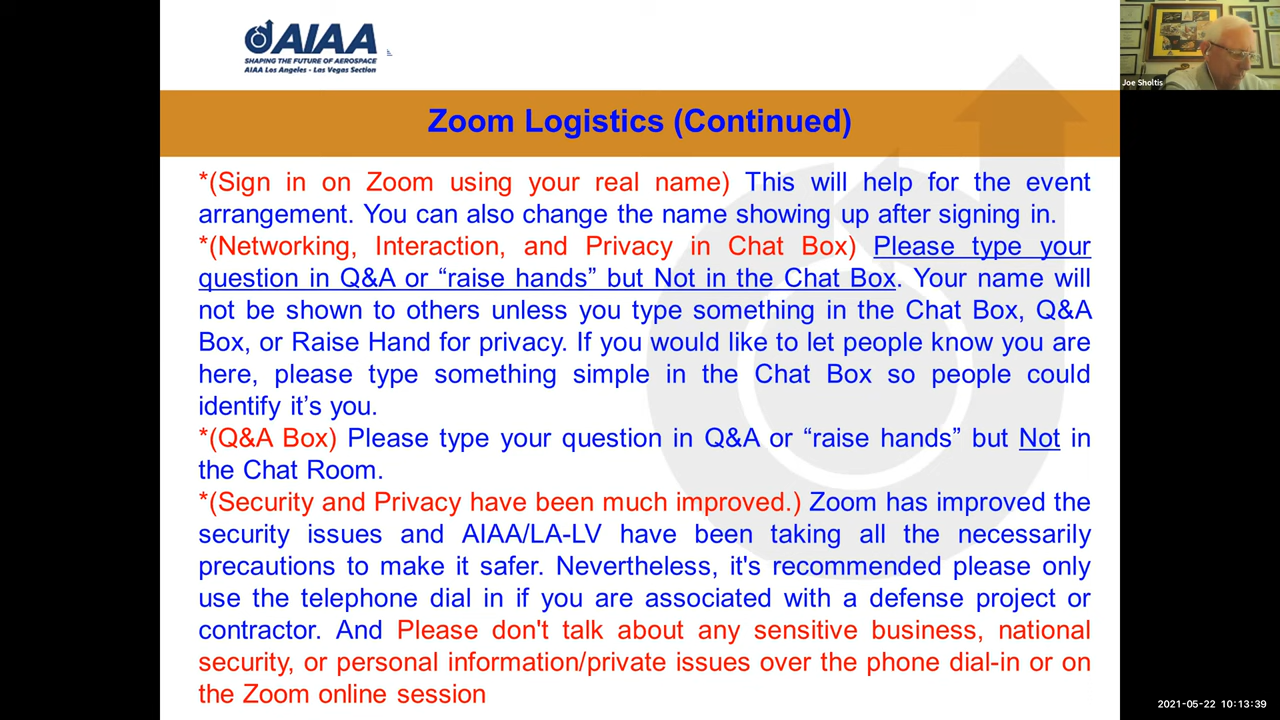 AIAA
SHAPING THE FUTURE OF AEROSPACE
AIAA Los Angeles - Las Vegas Section
Joe Sholtis
Zoom Logistics (Continued)
*(Sign in on Zoom using your real name) This will help for the event
arrangement. You can also change the name showing up after signing in.
*(Networking, Interaction, and Privacy in Chat Box) Please type your
question in Q&A or “raise hands” but Not in the Chat Box. Your name will
not be shown to others unless you type something in the Chat Box, Q&A
Box, or Raise Hand for privacy. If you would like to let people know you are
here, please type something simple in the Chat Box so people could
identify it’s you.
*(Q&A Box) Please type your question in Q&A or “raise hands” but Not in
the Chat Room.
*(Security and Privacy have been much improved.) Zoom has improved the
security issues and AIAA/LA-LV have been taking all the necessarily
precautions to make it safer. Nevertheless, it's recommended please only
use the telephone dial in if you are associated with a defense project or
contractor. And Please don't talk about any sensitive business, national
security, or personal information/private issues over the phone dial-in or on
the Zoom online session
2021-05-22 10:13:39